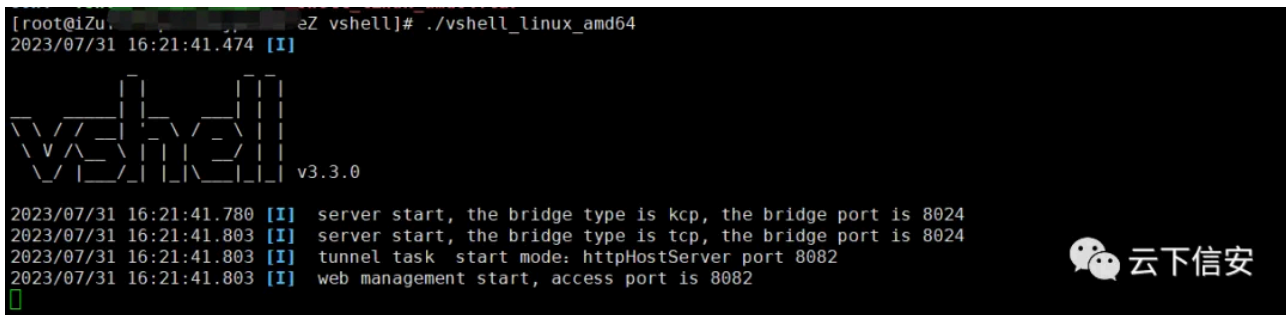 [root@iZu eZ vshell]# ./vshell_linux_amd64
2023/07/31 16:21:41.474 [I]
vshell v3.3.0
2023/07/31 16:21:41.780 [I] server start, the bridge type is kcp, the bridge port is 8024
2023/07/31 16:21:41.803 [I] server start, the bridge type is tcp, the bridge port is 8024
2023/07/31 16:21:41.803 [I] tunnel task start mode：httpHostServer port 8082
2023/07/31 16:21:41.803 [I] web management start, access port is 8082
云下信安